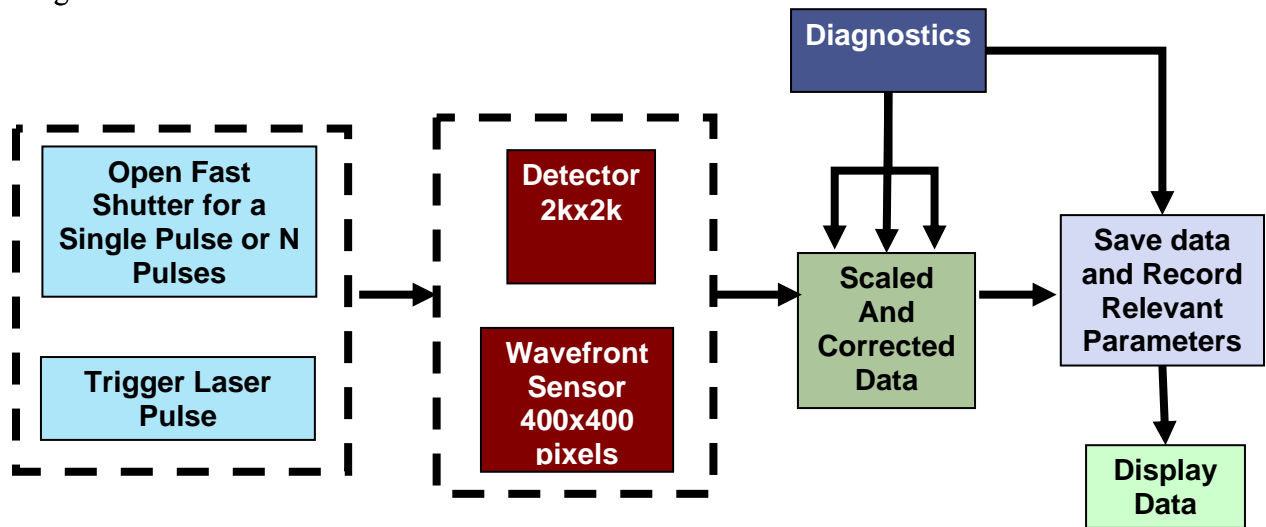 Diagnostics
Open Fast
Shutter for a
Single Pulse or N
Pulses
Trigger Laser
Pulse
Detector
2kx2k
Wavefront
Sensor
400x400
pixels
Scaled
And
Corrected
Data
Save data
and Record
Relevant
Parameters
Display
Data